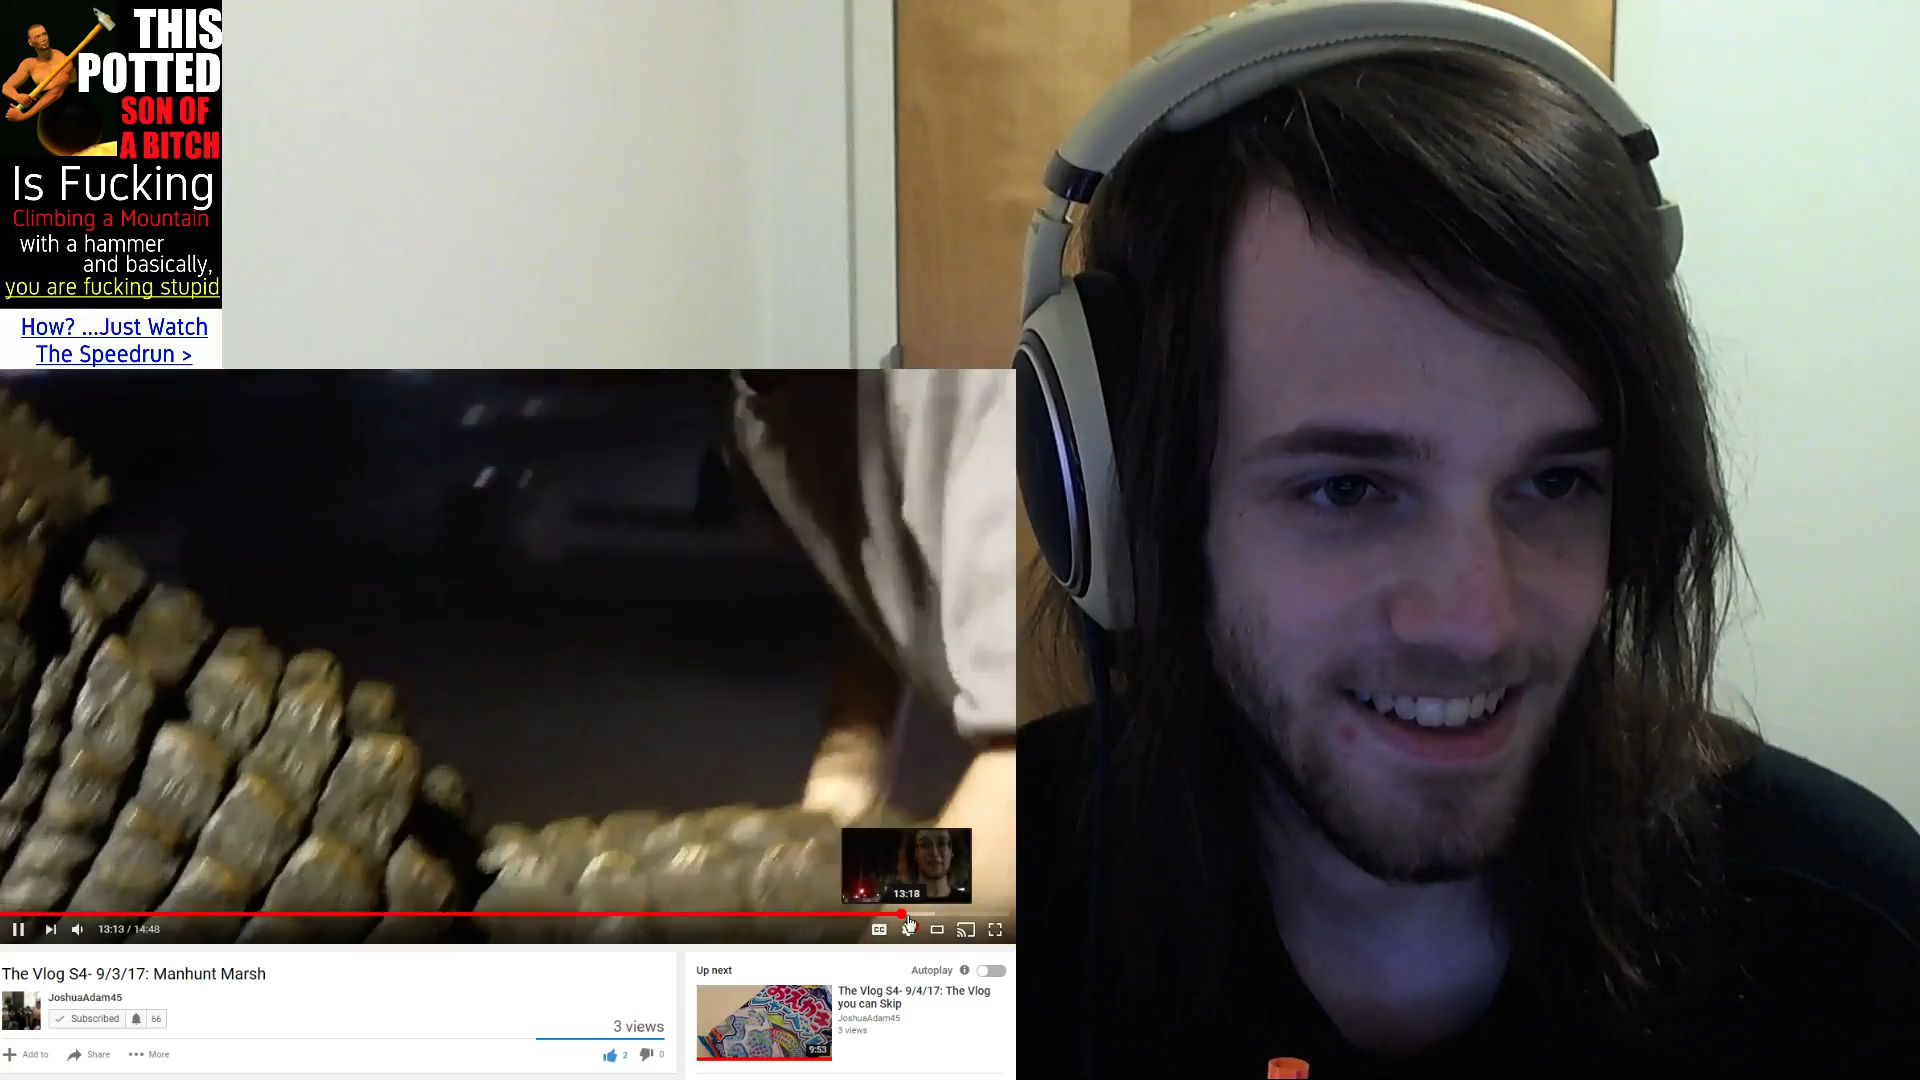 THIS
POTTED
SON OF
A BITCH
Is Fucking
Climbing a Mountain
with a hammer
and basically,
you are fucking stupid
How? ...Just Watch
The Speedrun >
13:18
13:13 / 14:48
CC
The Vlog S4- 9/3/17: Manhunt Marsh
JoshuaAdam45
Subscribed 66
3 views
Add to Share More 2 0
Up next Autoplay
The Vlog S4- 9/4/17: The Vlog
you can Skip
JoshuaAdam45
3 views
9:53